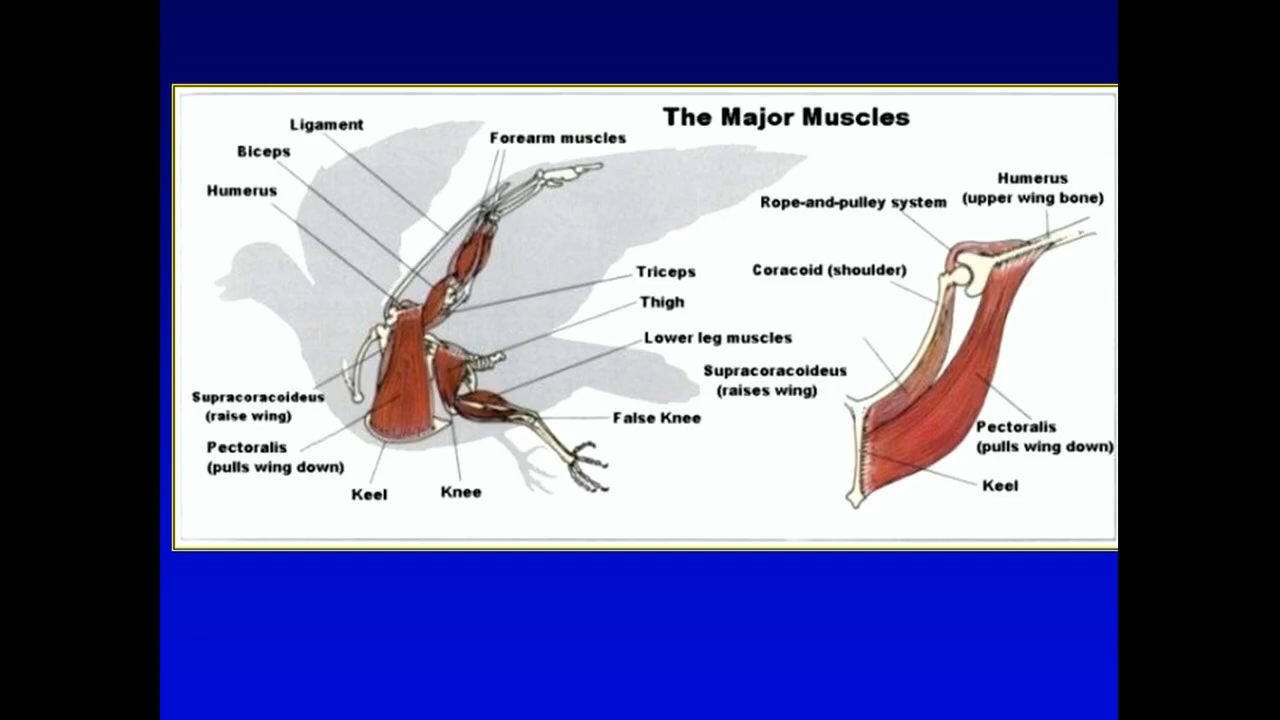 The Major Muscles
Ligament
Forearm muscles
Biceps
Humerus
Triceps
Thigh
Lower leg muscles
Supracoracoideus
(raise wing)
False Knee
Pectoralis
(pulls wing down)
Keel
Knee
Humerus
(upper wing bone)
Rope-and-pulley system
Coracoid (shoulder)
Supracoracoideus
(raises wing)
Pectoralis
(pulls wing down)
Keel